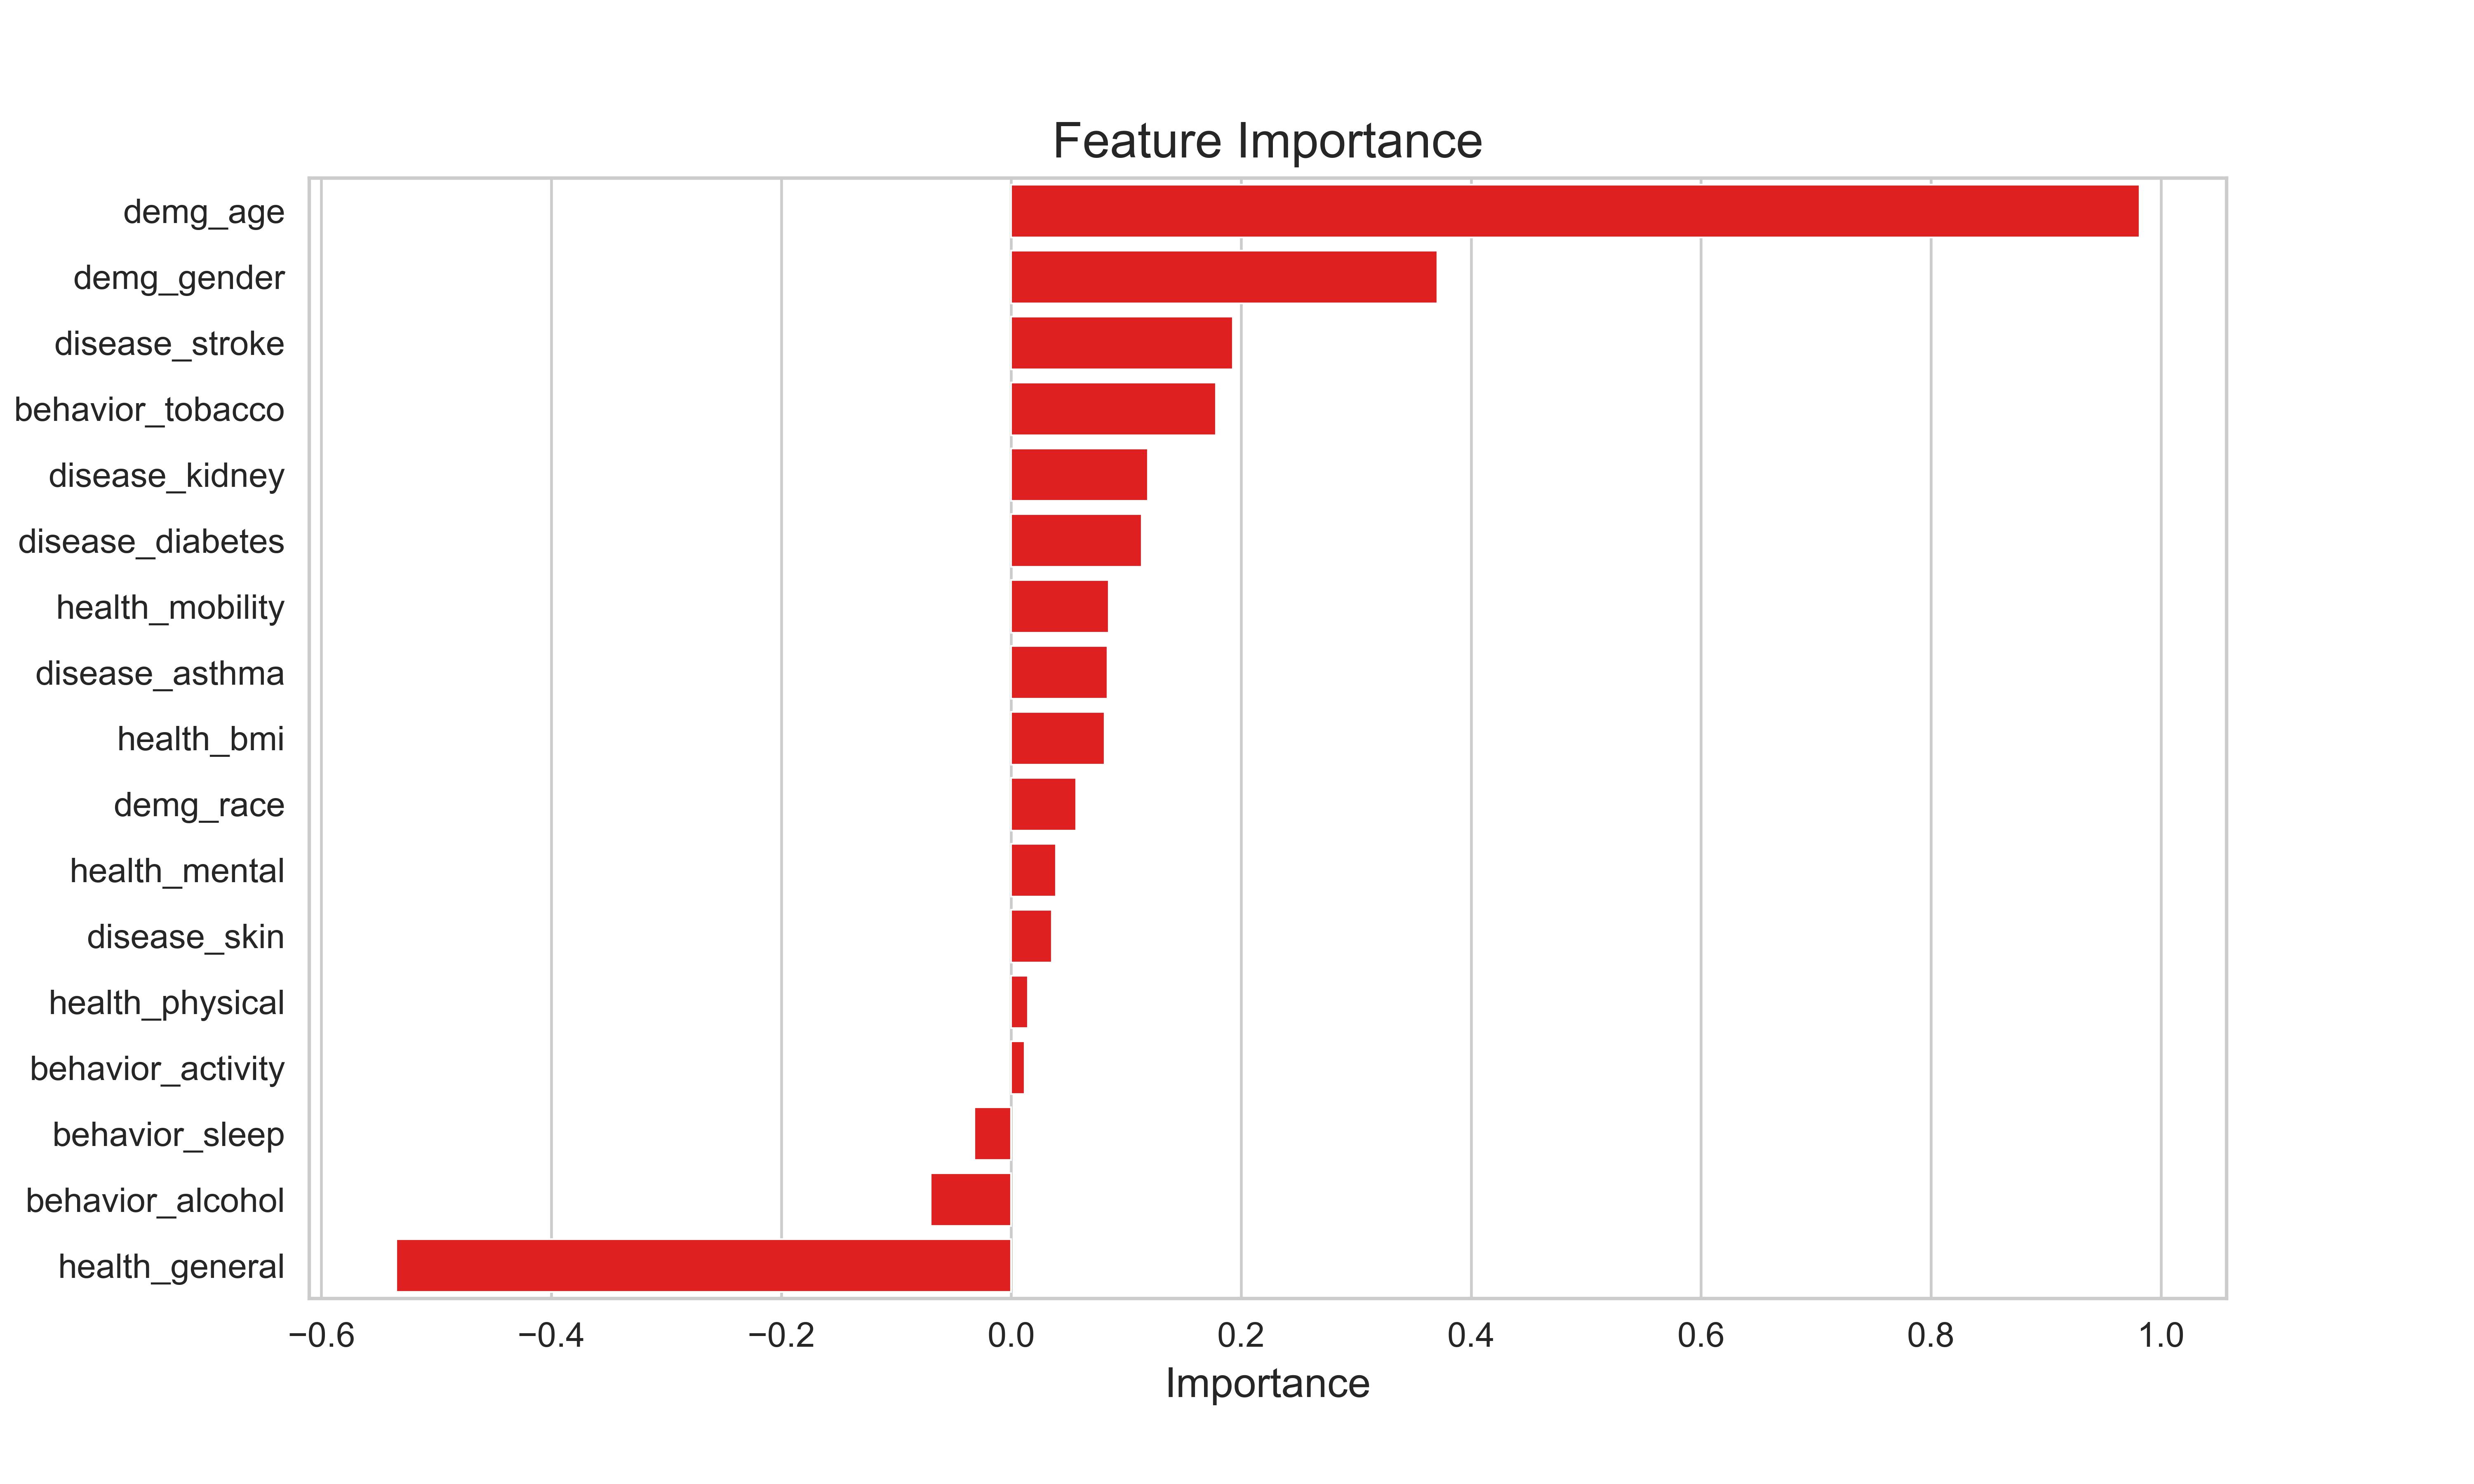 Feature Importance
demg_age
demg_gender
disease_stroke
behavior_tobacco
disease_kidney
disease_diabetes
health_mobility
disease_asthma
health_bmi
demg_race
health_mental
disease_skin
health_physical
behavior_activity
behavior_sleep
behavior_alcohol
health_general
−0.6 −0.4 −0.2 0.0 0.2 0.4 0.6 0.8 1.0
Importance